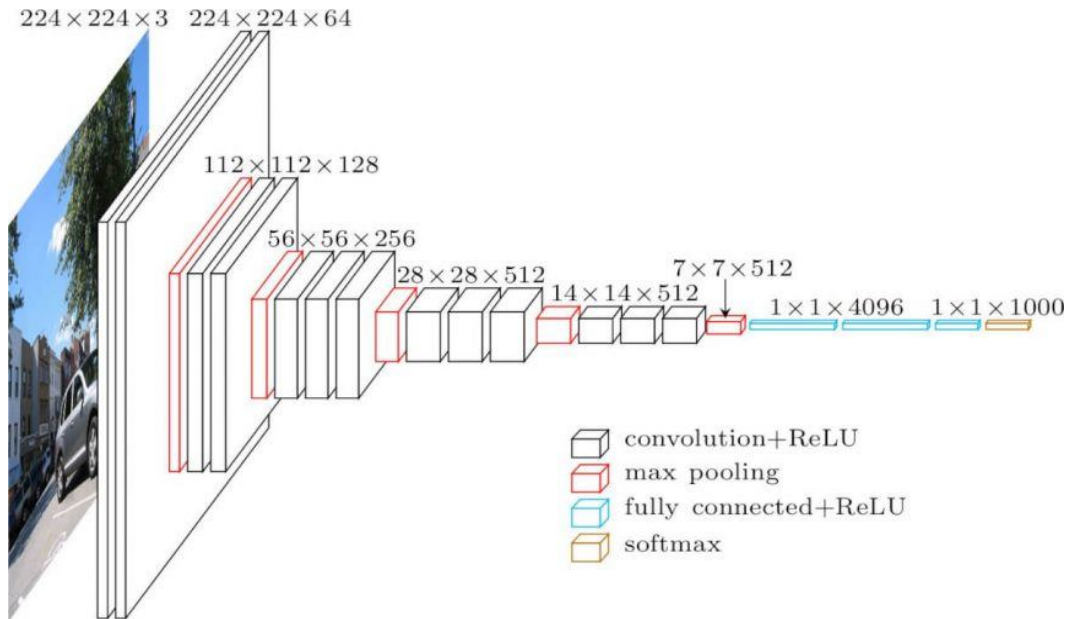 224×224×3
224×224×64
112×112×128
56×56×256
28×28×512
14×14×512
7×7×512
1×1×4096
1×1×1000
convolution+ReLU
max pooling
fully connected+ReLU
softmax